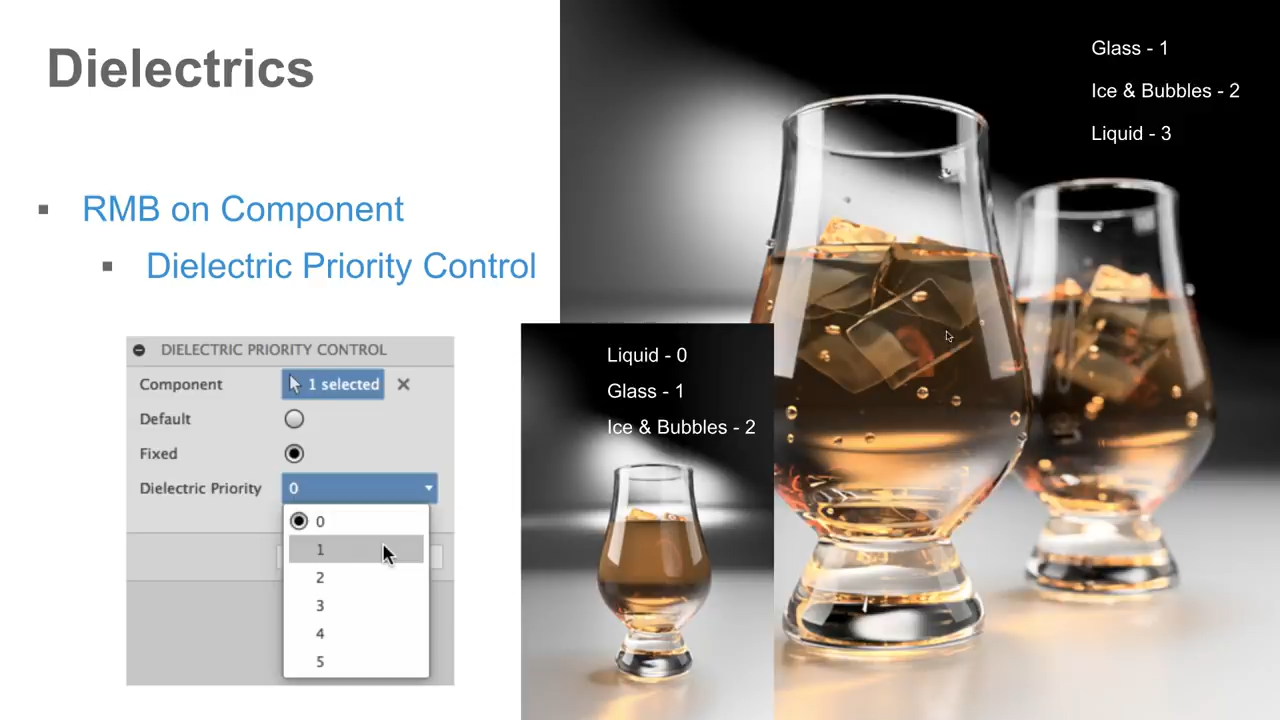 Dielectrics
RMB on Component
Dielectric Priority Control
DIELECTRIC PRIORITY CONTROL
Component 1 selected
Default
Fixed
Dielectric Priority 0
0
1
2
3
4
5
Liquid - 0
Glass - 1
Ice & Bubbles - 2
Glass - 1
Ice & Bubbles - 2
Liquid - 3